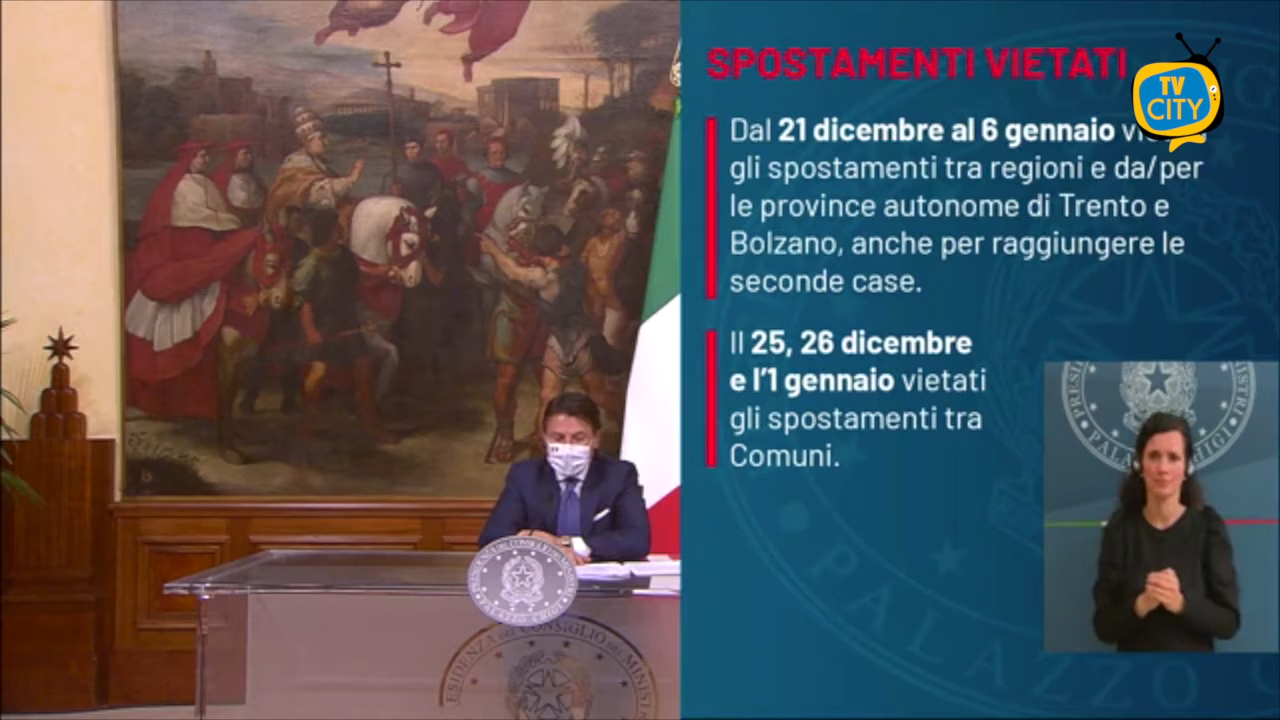 SPOSTAMENTI VIETATI
TV
CITY
Dal 21 dicembre al 6 gennaio
gli spostamenti tra regioni e da/per
le province autonome di Trento e
Bolzano, anche per raggiungere le
seconde case.
Il 25, 26 dicembre
e l'1 gennaio vietati
gli spostamenti tra
Comuni.
PALAZZO